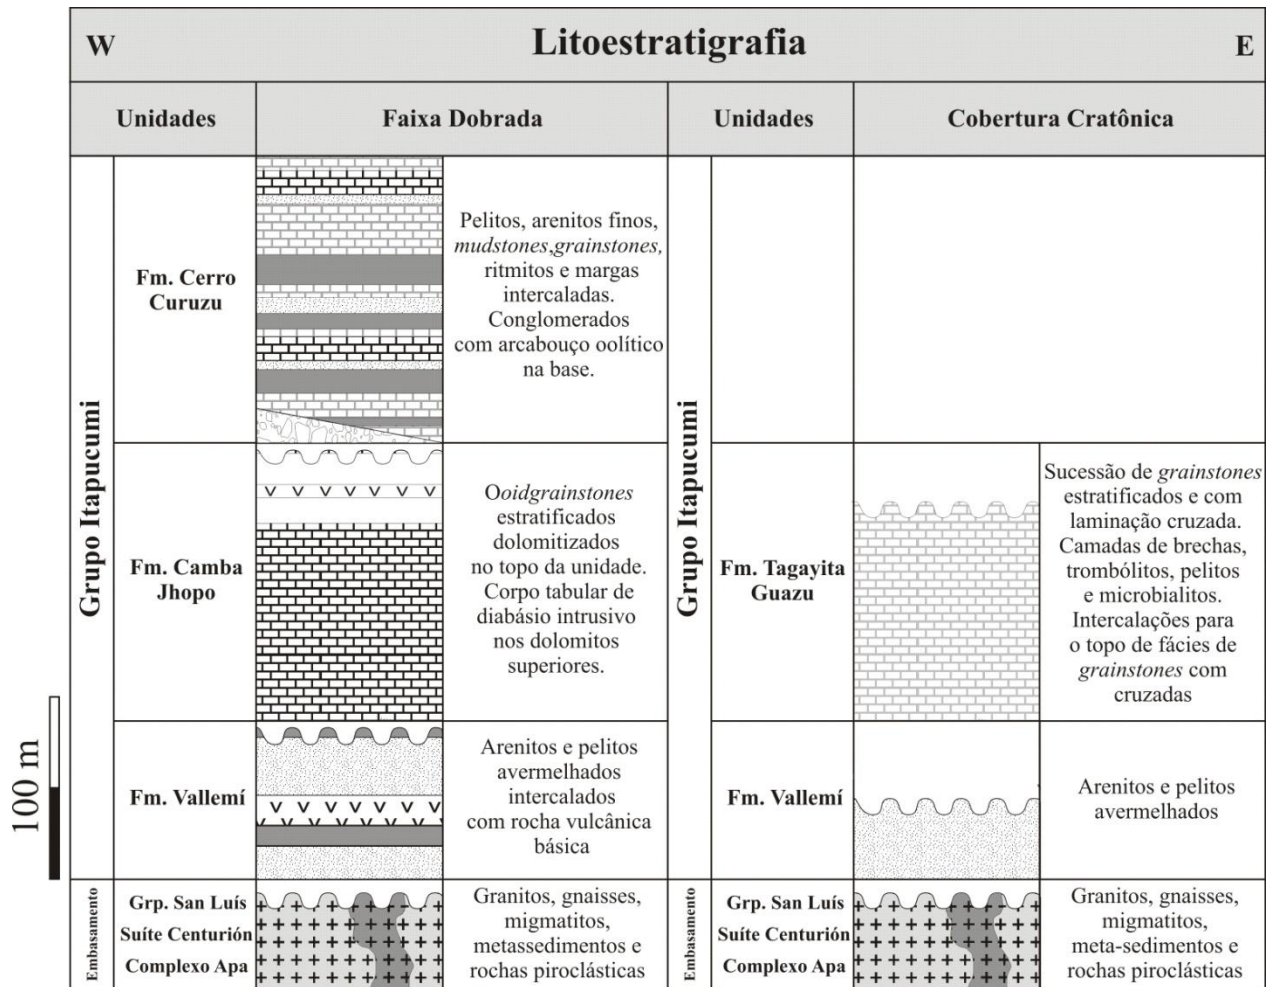 W
Litoestratigrafia
E
Unidades
Faixa Dobrada
Unidades
Cobertura Cratônica
Grupo Itapucumi
Fm. Cerro
Curuzu
Pelitos, arenitos finos,
mudstones,grainstones,
ritmitos e margas
intercaladas.
Conglomerados
com arcabouço oolítico
na base.
Fm. Camba
Jhopo
Ooidgrainstones
estratificados
dolomitizados
no topo da unidade.
Corpo tabular de
diabásio intrusivo
nos dolomitos
superiores.
Grupo Itapucumi
Fm. Tagayita
Guazu
Sucessão de grainstones
estratificados e com
laminação cruzada.
Camadas de brechas,
trombólitos, pelitos
e microbialitos.
Intercalações para
o topo de fácies de
grainstones com
cruzadas
100 m
Fm. Vallemí
Arenitos e pelitos
avermelhados
intercalados
com rocha vulcânica
básica
Fm. Vallemí
Arenitos e pelitos
avermelhados
Embasamento
Grp. San Luís
Suíte Centurión
Complexo Apa
Granitos, gnaisses,
migmatitos,
metassedimentos e
rochas piroclásticas
Embasamento
Grp. San Luís
Suíte Centurión
Complexo Apa
Granitos, gnaisses,
migmatitos,
meta-sedimentos e
rochas piroclásticas